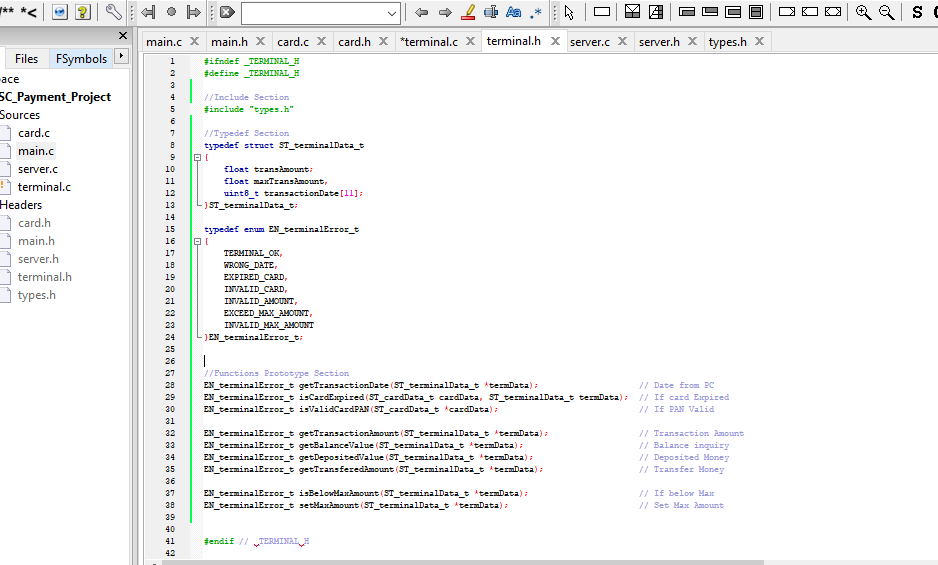 /** *<
main.c
main.h
card.c
card.h
*terminal.c
terminal.h
server.c
server.h
types.h
Files
FSymbols
SC_Payment_Project
Sources
card.c
main.c
server.c
terminal.c
Headers
card.h
main.h
server.h
terminal.h
types.h
1 #ifndef _TERMINAL_H
2 #define _TERMINAL_H
3
4 //Include Section
5 #include "types.h"
6
7 //Typedef Section
8 typedef struct ST_terminalData_t
9 {
10 float transAmount;
11 float maxTransAmount;
12 uint8_t transactionDate[11];
13 }ST_terminalData_t;
14
15 typedef enum EN_terminalError_t
16 {
17 TERMINAL_OK,
18 WRONG_DATE,
19 EXPIRED_CARD,
20 INVALID_CARD,
21 INVALID_AMOUNT,
22 EXCEED_MAX_AMOUNT,
23 INVALID_MAX_AMOUNT
24 }EN_terminalError_t;
25
26
27 //Functions Prototype Section
28 EN_terminalError_t getTransactionDate(ST_terminalData_t *termData); // Date from PC
29 EN_terminalError_t isCardExpired(ST_cardData_t cardData, ST_terminalData_t termData); // If card Expired
30 EN_terminalError_t isValidCardPAN(ST_cardData_t *cardData); // If PAN Valid
31
32 EN_terminalError_t getTransactionAmount(ST_terminalData_t *termData); // Transaction Amount
33 EN_terminalError_t getBalanceValue(ST_terminalData_t *termData); // Balance inquiry
34 EN_terminalError_t getDepositedValue(ST_terminalData_t *termData); // Deposited Money
35 EN_terminalError_t getTransferedAmount(ST_terminalData_t *termData); // Transfer Money
36
37 EN_terminalError_t isBelowMaxAmount(ST_terminalData_t *termData); // If below Max
38 EN_terminalError_t setMaxAmount(ST_terminalData_t *termData); // Set Max Amount
39
40
41 #endif // _TERMINAL_H
42